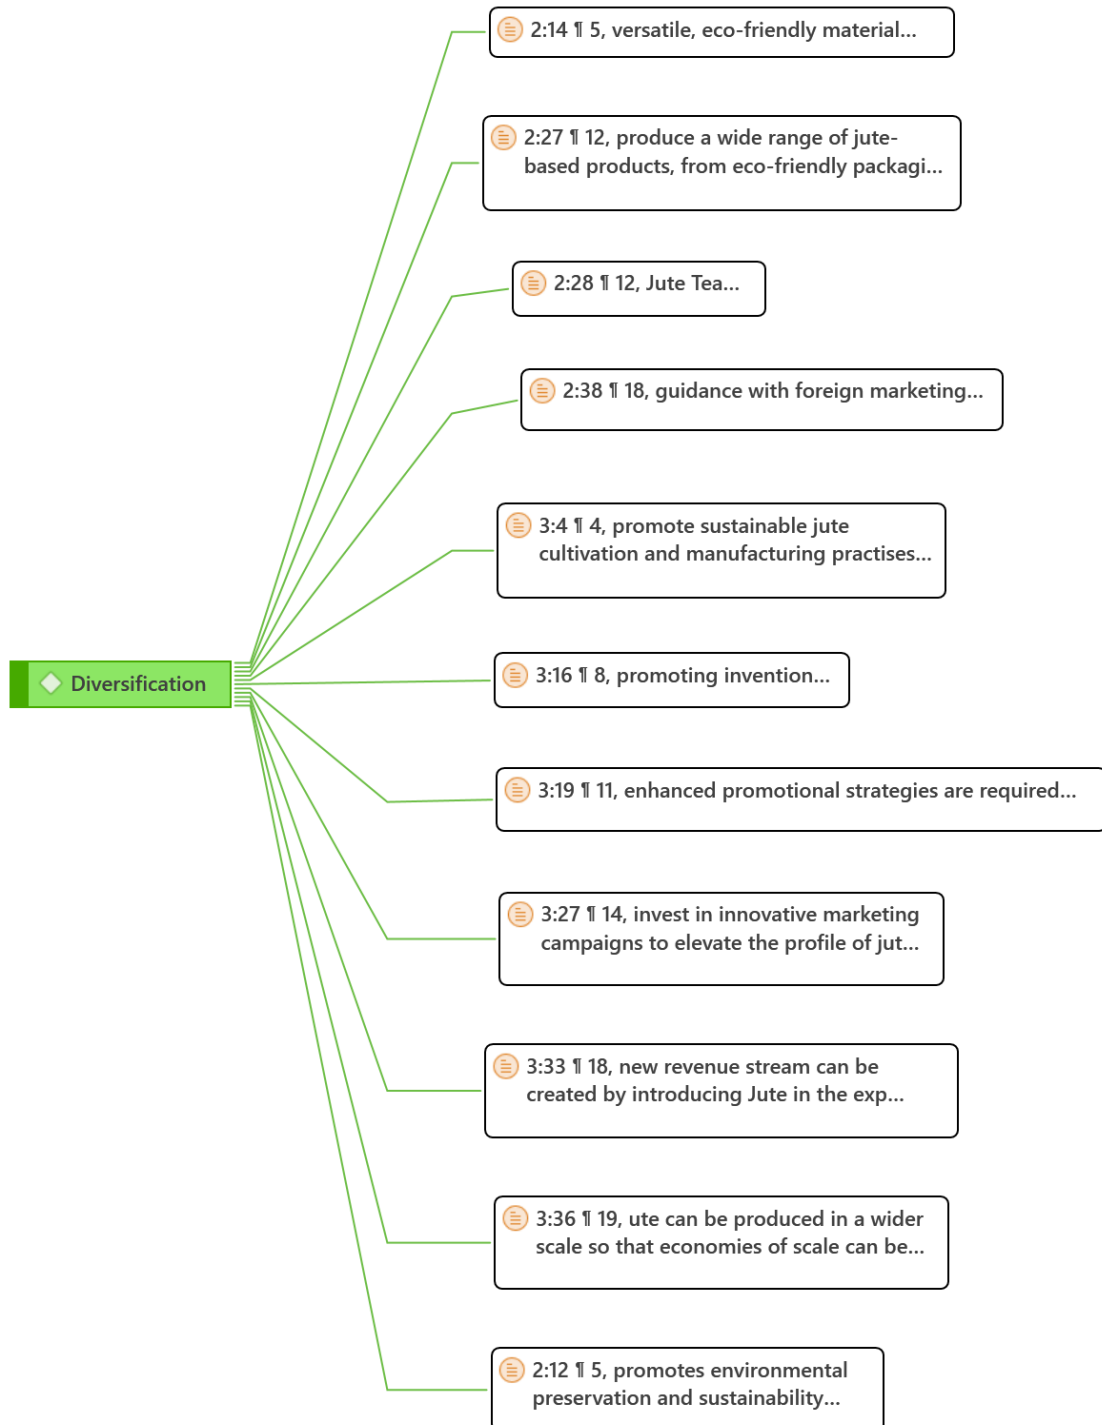 2:14 ¶ 5, versatile, eco-friendly material...
2:27 ¶ 12, produce a wide range of jute-
based products, from eco-friendly packagi...
2:28 ¶ 12, Jute Tea...
2:38 ¶ 18, guidance with foreign marketing...
3:4 ¶ 4, promote sustainable jute
cultivation and manufacturing practises...
Diversification
3:16 ¶ 8, promoting invention...
3:19 ¶ 11, enhanced promotional strategies are required...
3:27 ¶ 14, invest in innovative marketing
campaigns to elevate the profile of jut...
3:33 ¶ 18, new revenue stream can be
created by introducing Jute in the exp...
3:36 ¶ 19, ute can be produced in a wider
scale so that economies of scale can be...
2:12 ¶ 5, promotes environmental
preservation and sustainability...